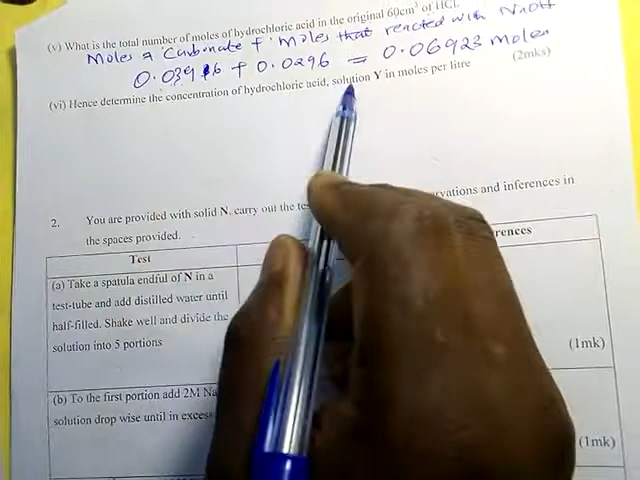 (v) What is the total number of moles of hydrochloric acid in the original 60cm³ of HCL
Moles of Carbonate + Moles that reacted with NaOH
0.03916 + 0.0296 = 0.06923 moles
(2mks)
(vi) Hence determine the concentration of hydrochloric acid, solution Y in moles per litre
2. You are provided with solid N. carry out the vations and inferences in
the spaces provided.
Test rences
(a) Take a spatula endful of N in a
test-tube and add distilled water until
half-filled. Shake well and divide the
solution into 5 portions
(1mk)
(b) To the first portion add 2M
solution drop wise until in excess
(1mk)